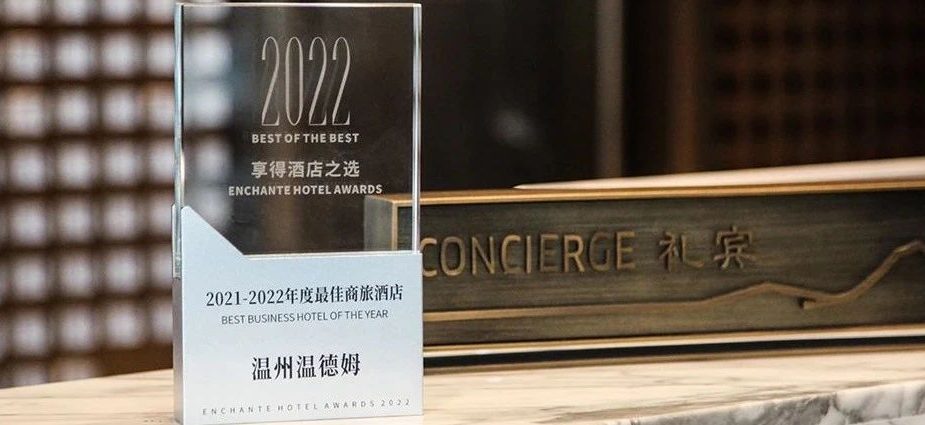 2022
BEST OF THE BEST
享得酒店之选
ENCHANTE HOTEL AWARDS
2021-2022年度最佳商旅酒店
BEST BUSINESS HOTEL OF THE YEAR
温州温德姆
ENCHANTE HOTEL AWARDS 2022
CONCIERGE 礼宾